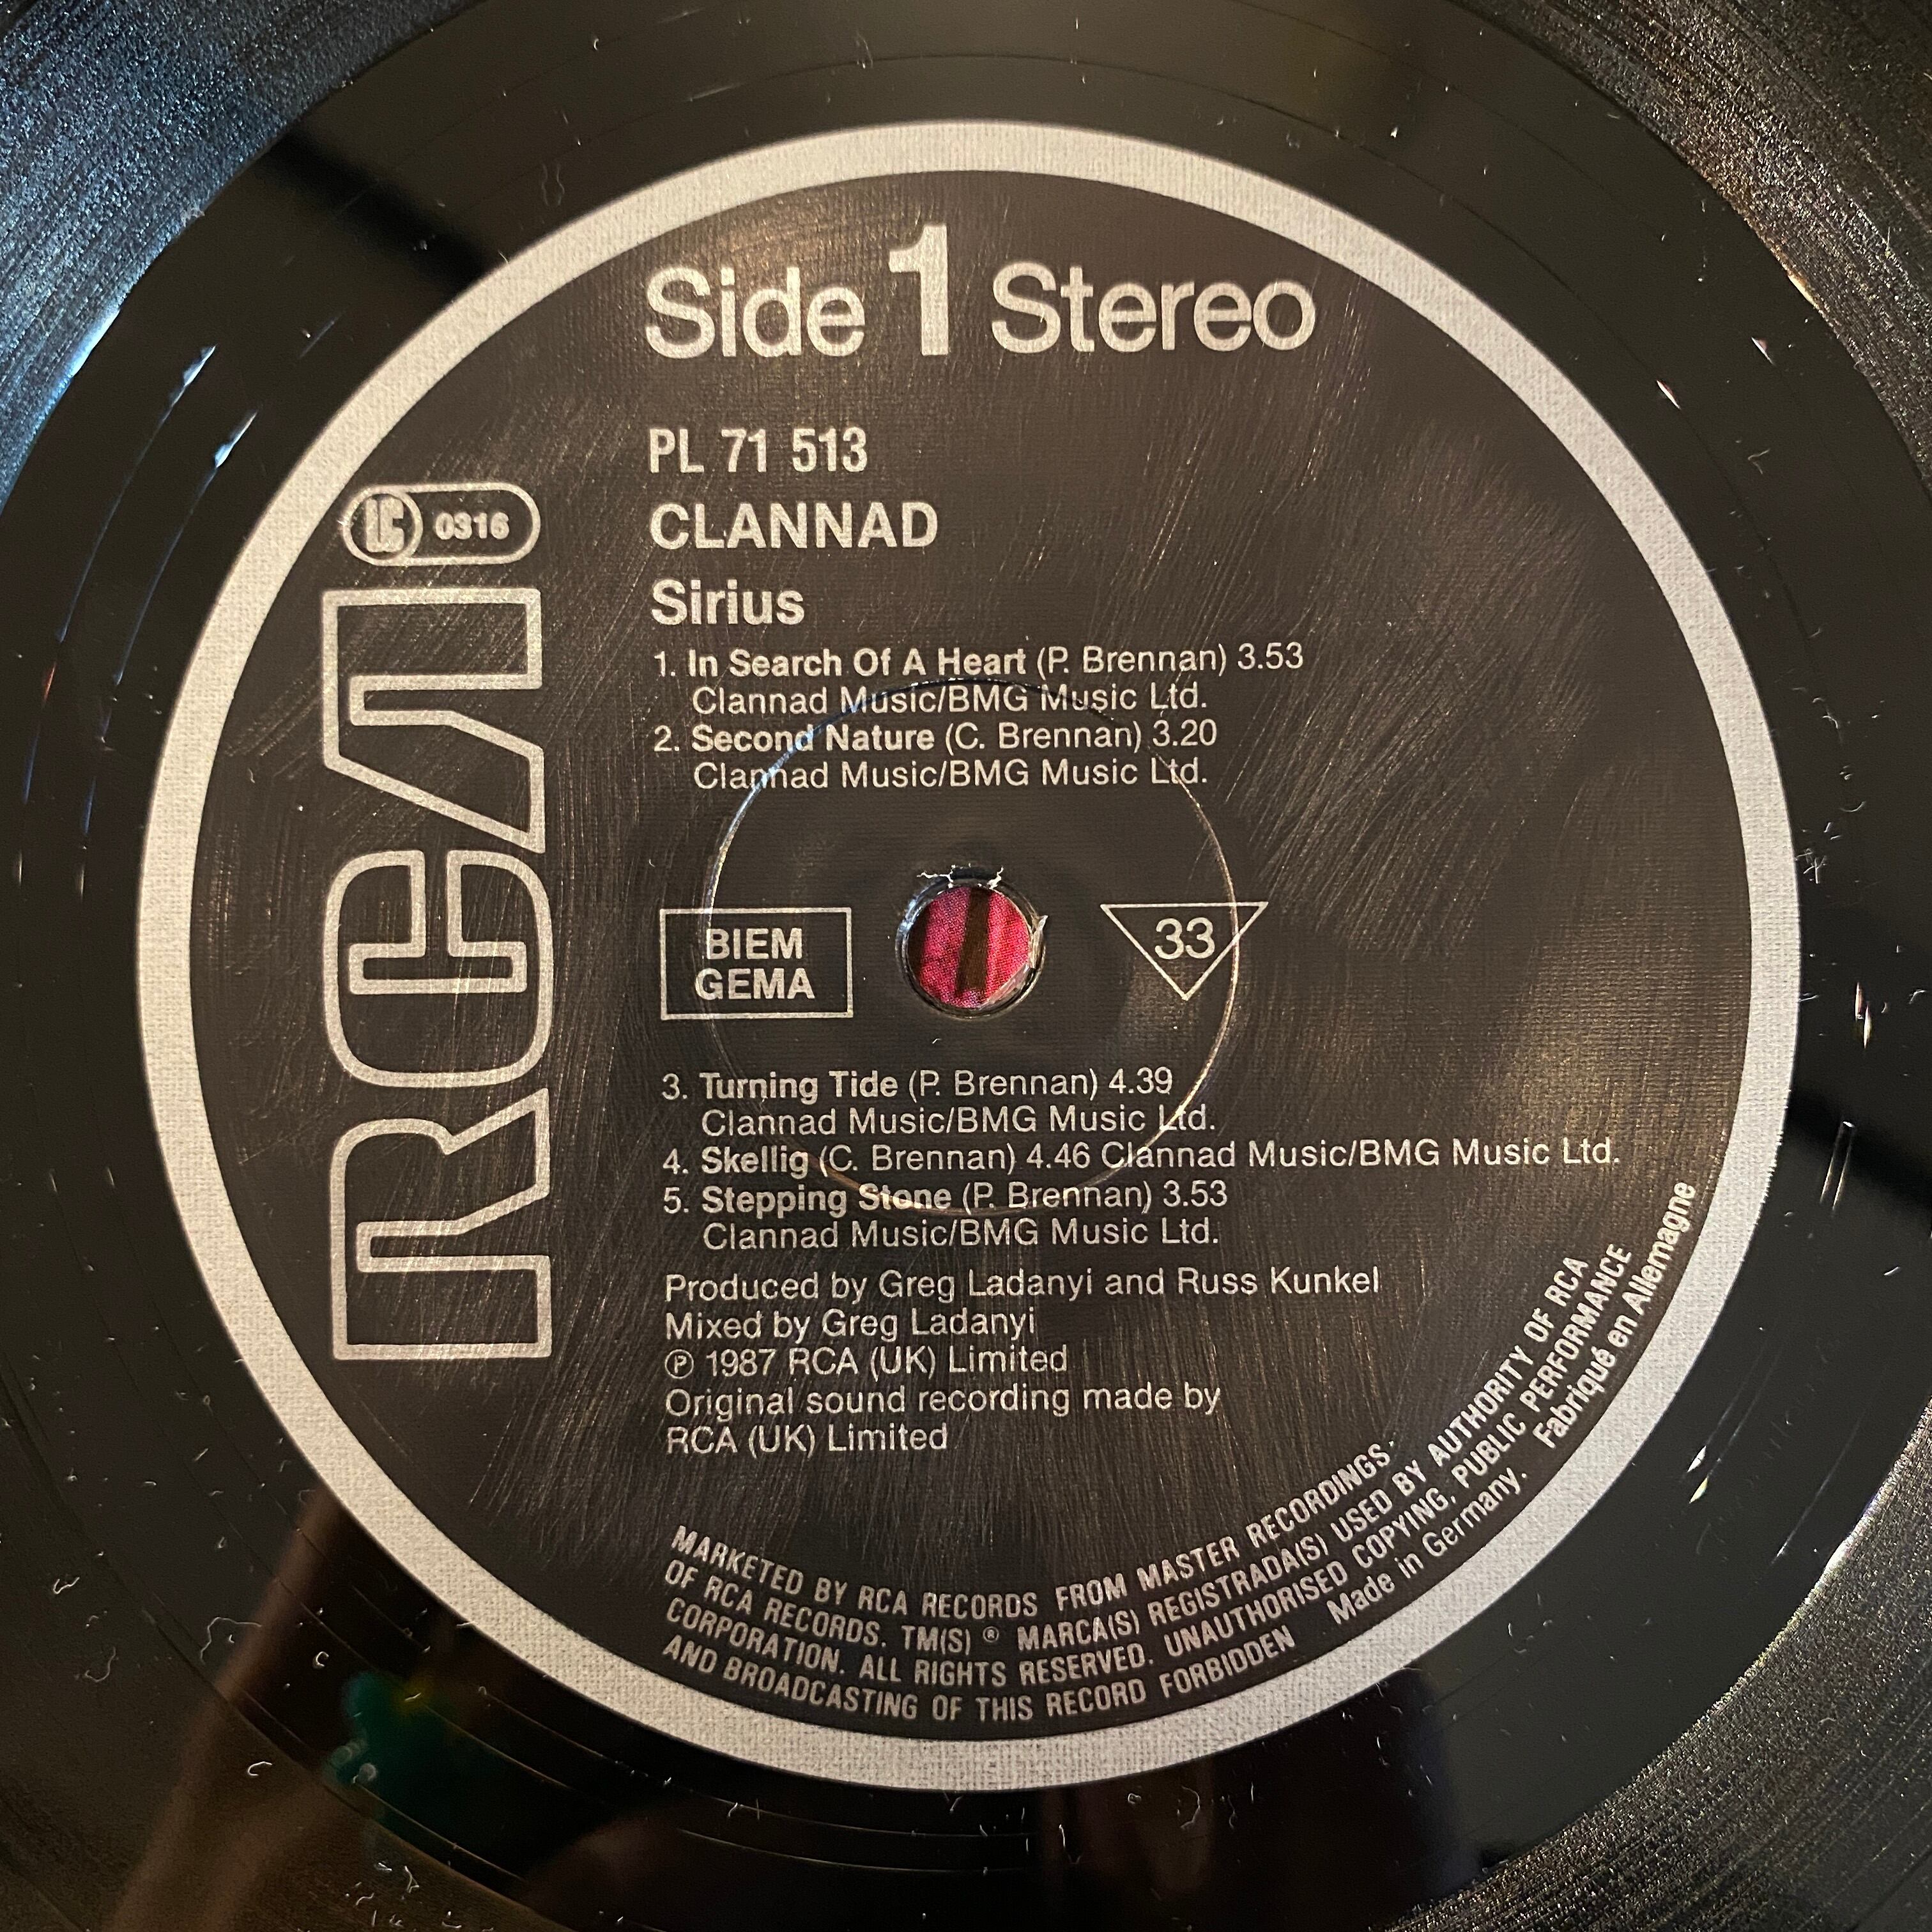 Side 1 Stereo
PL 71 513
LC 0316
CLANNAD
Sirius
RCA
1. In Search Of A Heart (P. Brennan) 3.53
Clannad Music/BMG Music Ltd.
2. Second Nature (C. Brennan) 3.20
Clannad Music/BMG Music Ltd.
BIEM
GEMA
33
3. Turning Tide (P. Brennan) 4.39
Clannad Music/BMG Music Ltd.
4. Skellig (C. Brennan) 4.46 Clannad Music/BMG Music Ltd.
5. Stepping Stone (P. Brennan) 3.53
Clannad Music/BMG Music Ltd.
Produced by Greg Ladanyi and Russ Kunkel
Mixed by Greg Ladanyi
℗ 1987 RCA (UK) Limited
Original sound recording made by
RCA (UK) Limited
MARKETED BY RCA RECORDS FROM MASTER RECORDINGS.
OF RCA RECORDS. TM(S) ® MARCA(S) REGISTRADA(S) USED BY AUTHORITY OF RCA
CORPORATION. ALL RIGHTS RESERVED. UNAUTHORISED COPYING, PUBLIC PERFORMANCE
AND BROADCASTING OF THIS RECORD FORBIDDEN Made in Germany. Fabriqué en Allemagne